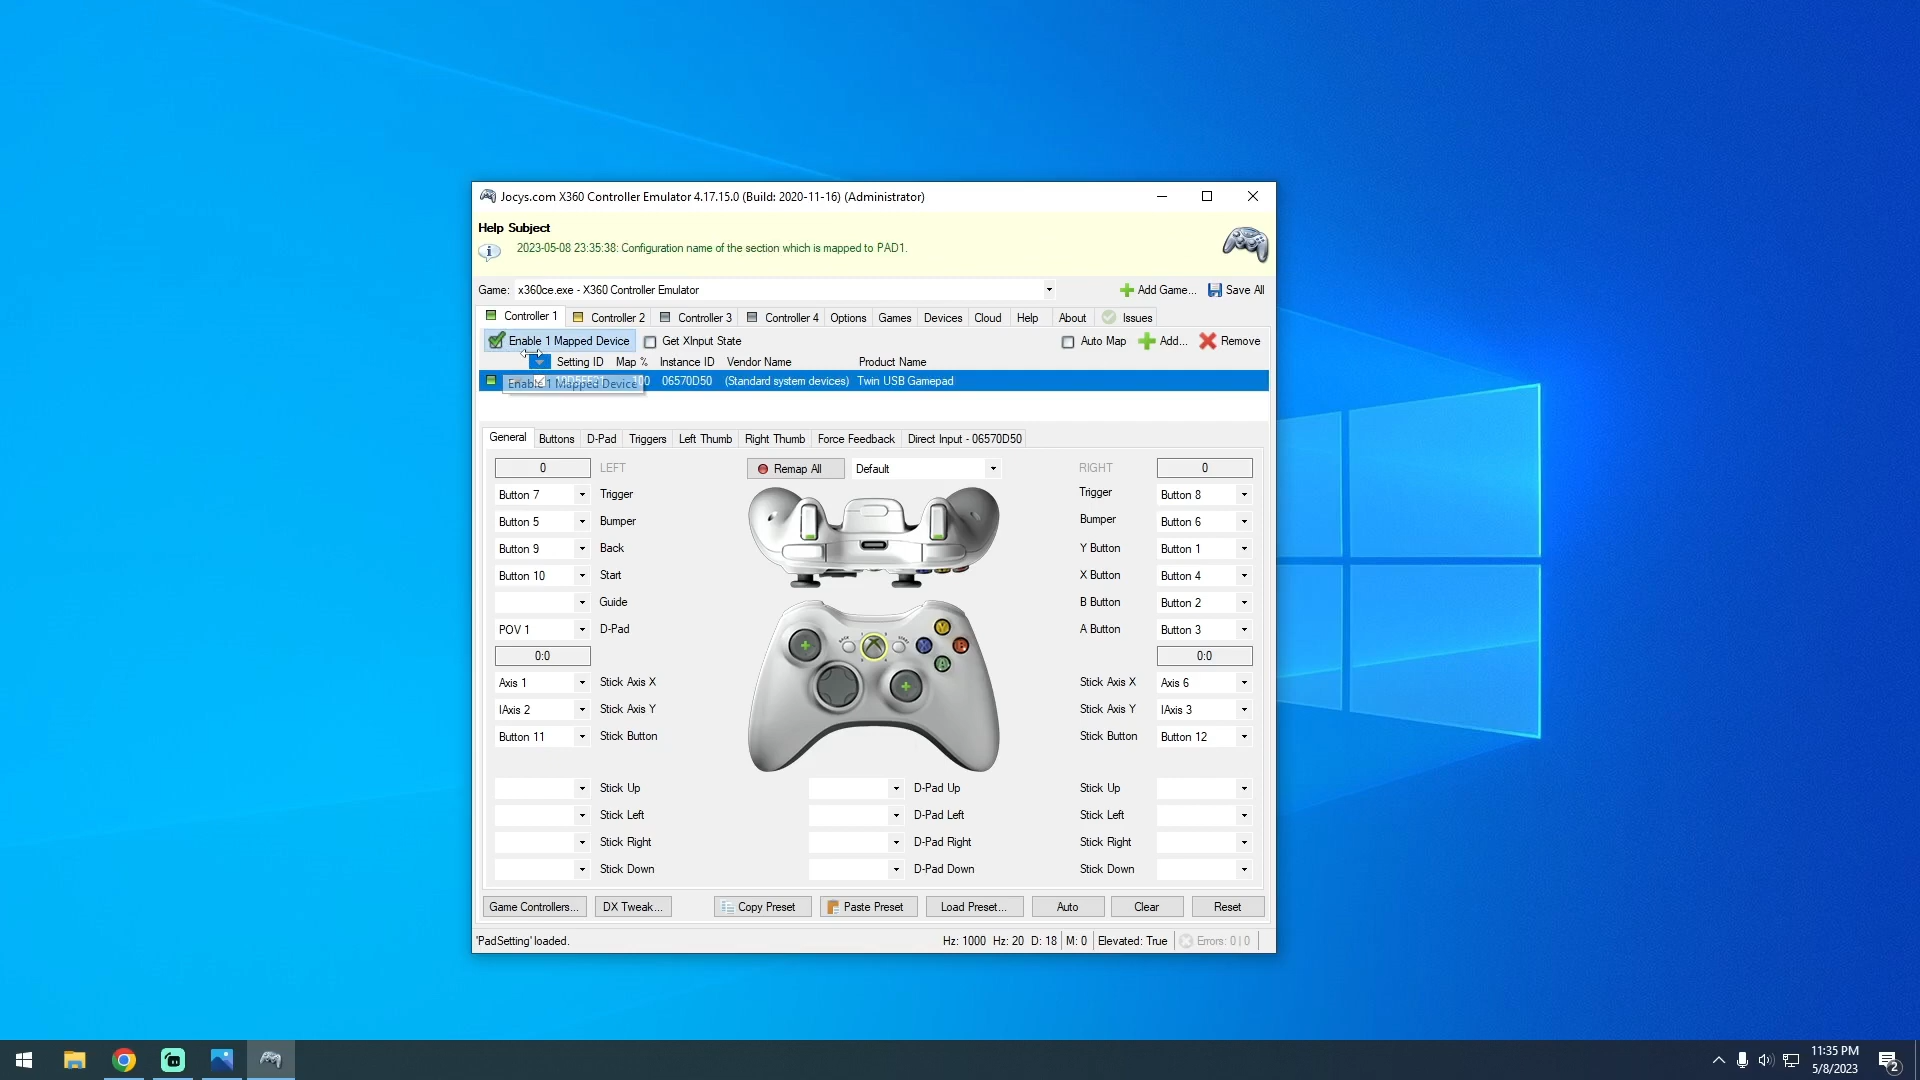 Jocys.com X360 Controller Emulator 4.17.15.0 (Build: 2020-11-16) (Administrator)
Help Subject
2023-05-08 23:35:38: Configuration name of the section which is mapped to PAD1.
Game: x360ce.exe - X360 Controller Emulator Add Game... Save All
Controller 1 Controller 2 Controller 3 Controller 4 Options Games Devices Cloud Help About Issues
Enable 1 Mapped Device Get XInput State Auto Map Add... Remove
Setting ID Map % Instance ID Vendor Name Product Name
Enable 1 Mapped Device 06570D50 (Standard system devices) Twin USB Gamepad
General Buttons D-Pad Triggers Left Thumb Right Thumb Force Feedback Direct Input - 06570D50
0 LEFT Remap All Default RIGHT 0
Button 7 Trigger Trigger Button 8
Button 5 Bumper Bumper Button 6
Button 9 Back Y Button Button 1
Button 10 Start X Button Button 4
Guide B Button Button 2
POV 1 D-Pad A Button Button 3
0:0 0:0
Axis 1 Stick Axis X Stick Axis X Axis 6
IAxis 2 Stick Axis Y Stick Axis Y IAxis 3
Button 11 Stick Button Stick Button Button 12
BACK START
Y
X B
A
Stick Up D-Pad Up Stick Up
Stick Left D-Pad Left Stick Left
Stick Right D-Pad Right Stick Right
Stick Down D-Pad Down Stick Down
Game Controllers... DX Tweak... Copy Preset Paste Preset Load Preset... Auto Clear Reset
'PadSetting' loaded. Hz: 1000 Hz: 20 D: 18 M: 0 Elevated: True Errors: 0 | 0
11:35 PM
5/8/2023
2